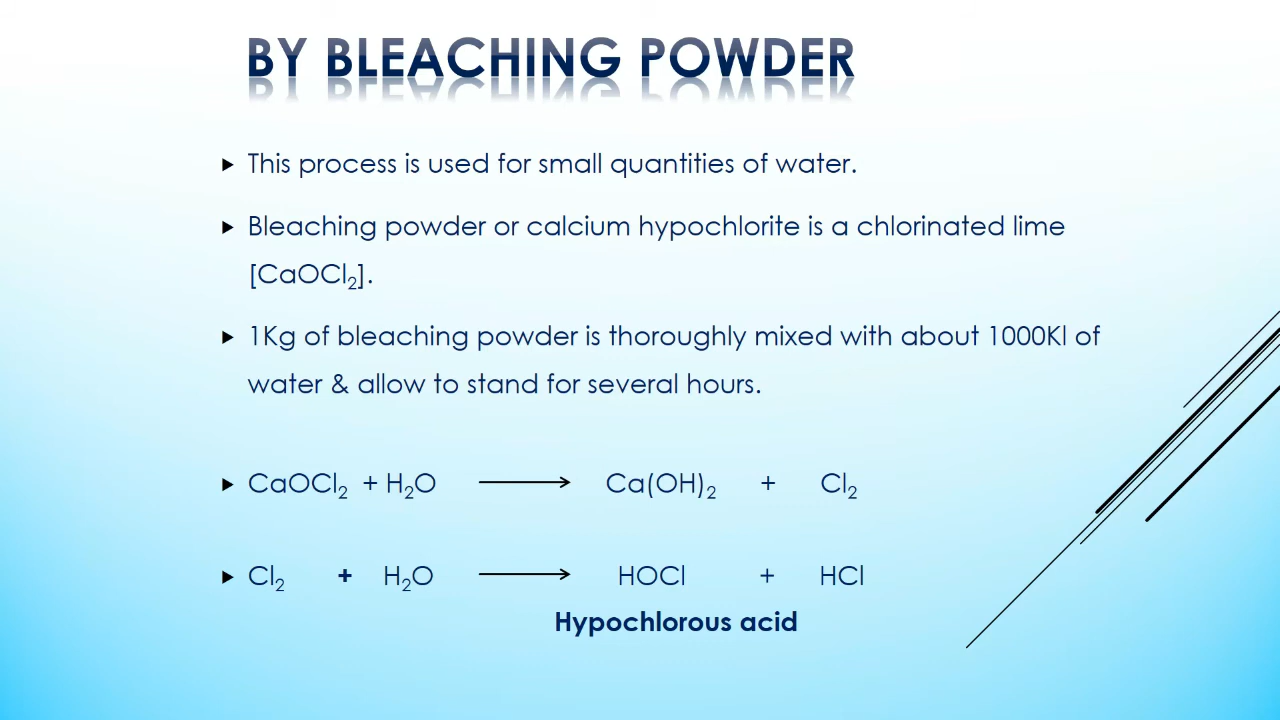 BY BLEACHING POWDER
This process is used for small quantities of water.
Bleaching powder or calcium hypochlorite is a chlorinated lime
[CaOCl₂].
1Kg of bleaching powder is thoroughly mixed with about 1000Kl of
water & allow to stand for several hours.
CaOCl₂ + H₂O ⟶ Ca(OH)₂ + Cl₂
Cl₂ + H₂O ⟶ HOCl + HCl
Hypochlorous acid